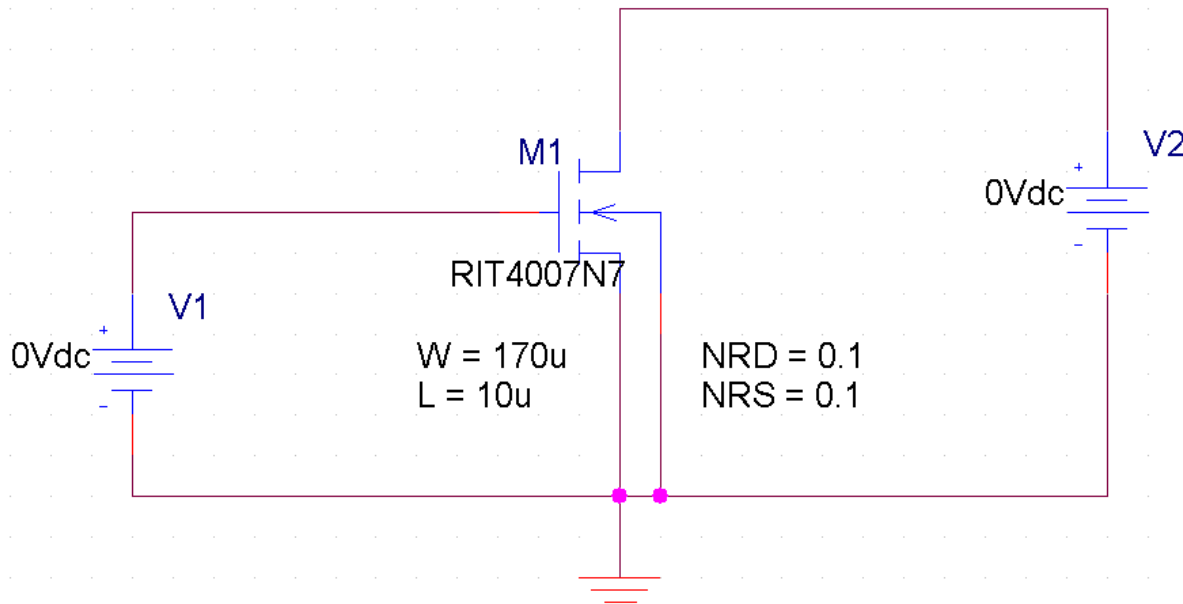 M1
V2
0Vdc
RIT4007N7
V1
0Vdc
W = 170u
NRD = 0.1
L = 10u
NRS = 0.1